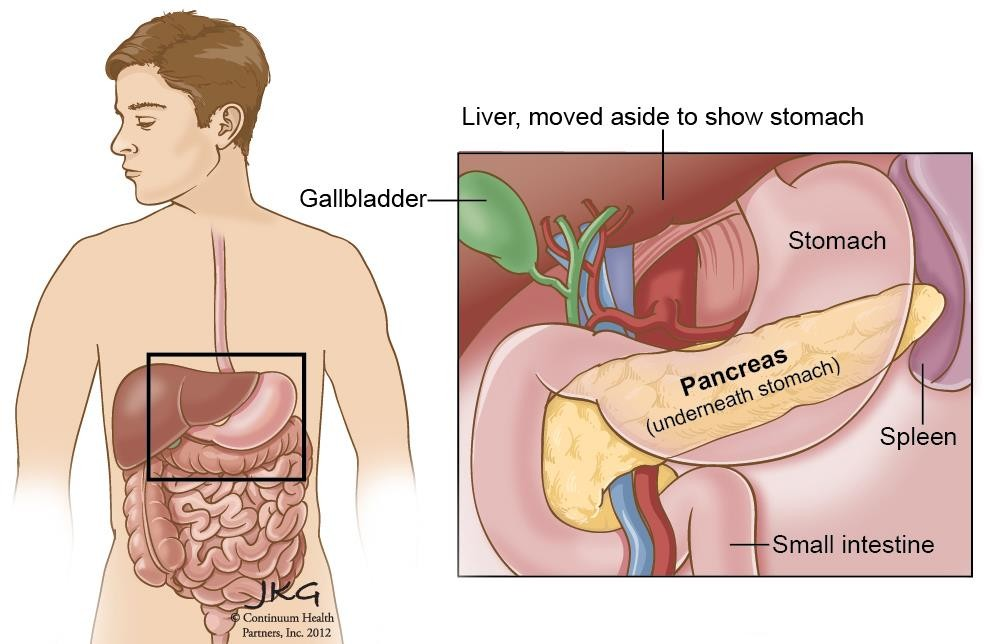 Liver, moved aside to show stomach
Gallbladder
Stomach
Pancreas
(underneath stomach)
Spleen
Small intestine
JKG
© Continuum Health
Partners, Inc. 2012